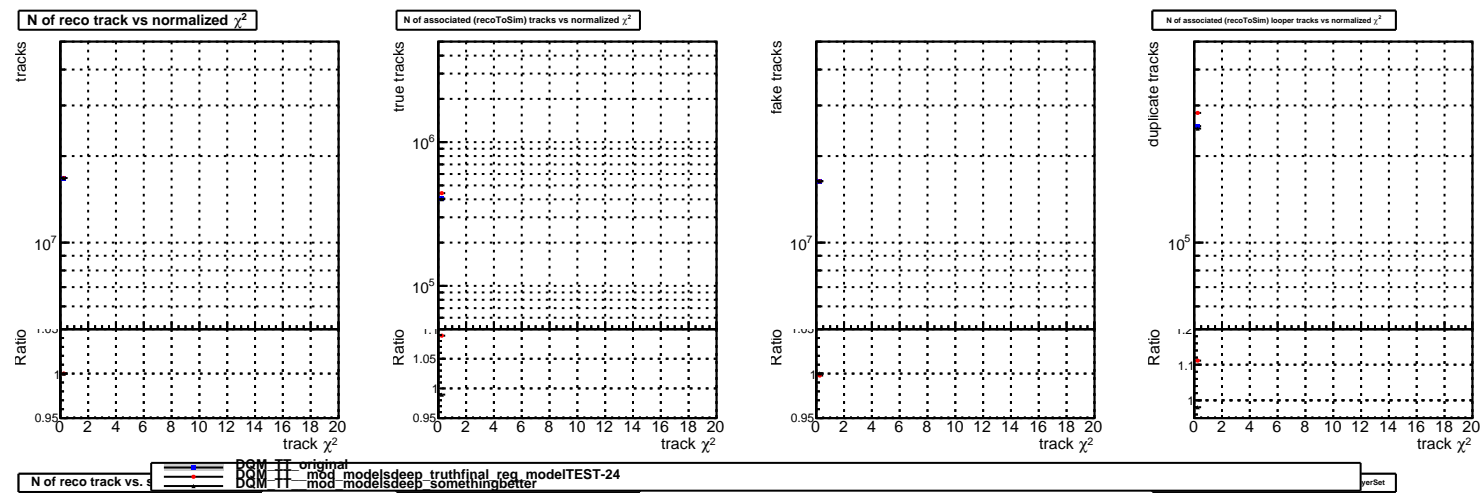 N of reco track vs normalized χ²
N of associated (recoToSim) tracks vs normalized χ²
N of associated (recoToSim) looper tracks vs normalized χ²
tracks
10⁷
Ratio
1.05
1
0.95
0 2 4 6 8 10 12 14 16 18 20
track χ²
true tracks
10⁶
10⁵
Ratio
1.1
1.05
1
0.95
0 2 4 6 8 10 12 14 16 18 20
track χ²
fake tracks
10⁷
Ratio
1.05
1
0.95
0 2 4 6 8 10 12 14 16 18 20
track χ²
duplicate tracks
10⁵
Ratio
1.2
1.1
1
0 2 4 6 8 10 12 14 16 18 20
track χ²
DQM_TT_original
DQM_TT__mod_modelsdeep_truthfinal_reg_modelTEST-24
DQM_TT__mod_modelsdeep_somethingbetter
N of reco track vs. s
yerSet